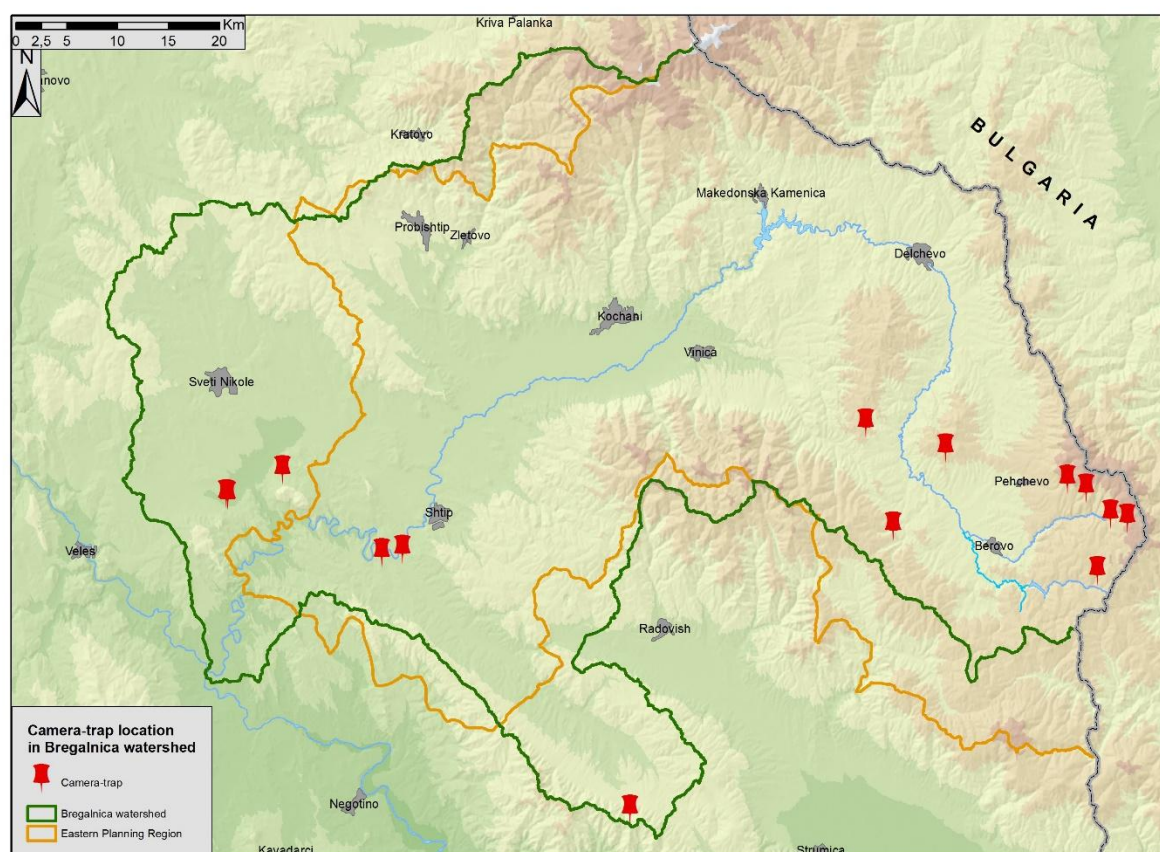 Km
0 2,5 5 10 15 20
N
Kriva Palanka
anovo
Kratovo
BULGARIA
Makedonska Kamenica
Probishtip
Zletovo
Delchevo
Kochani
Vinica
Sveti Nikole
Pehchevo
Shtip
Veles
Berovo
Radovish
Camera-trap location
in Bregalnica watershed
Camera-trap
Bregalnica watershed
Eastern Planning Region
Negotino
Kavadarci
Strumica